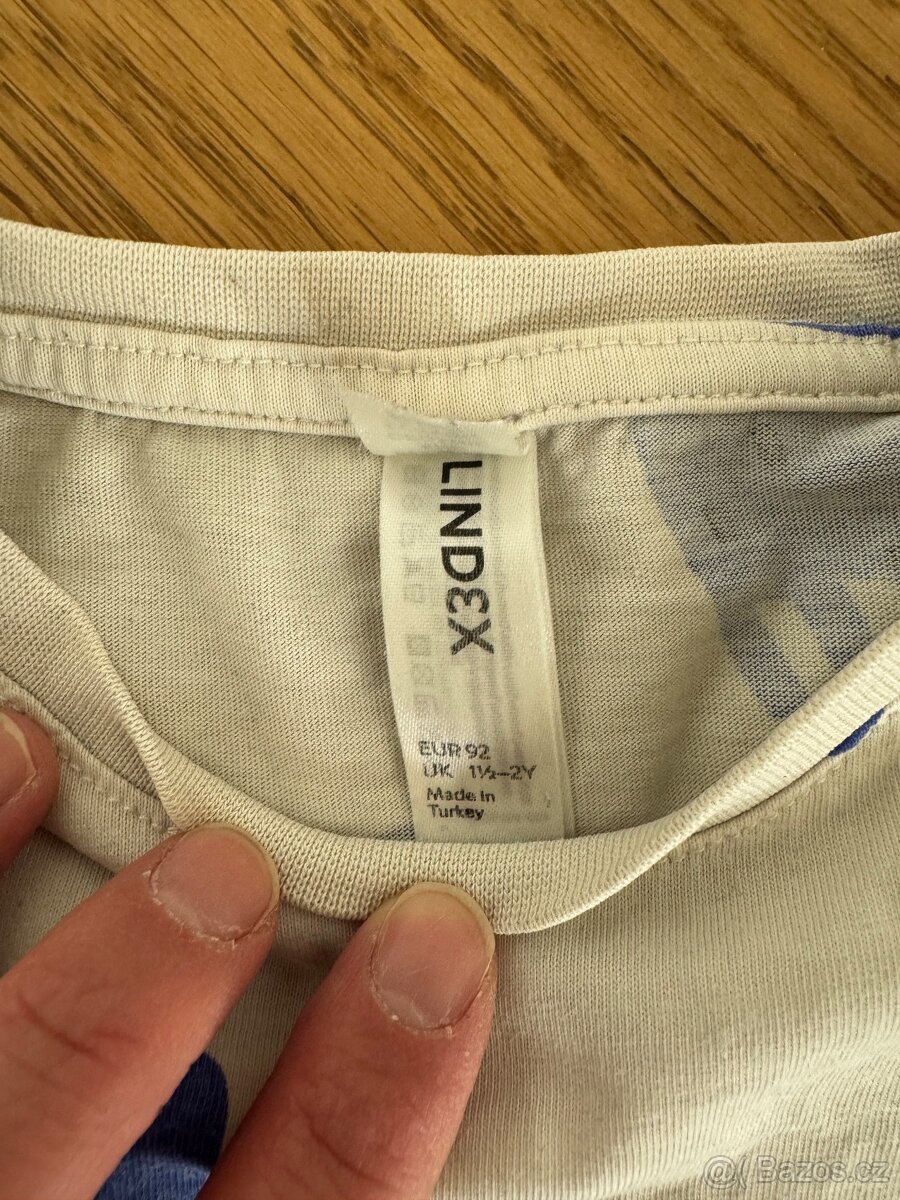 LINDEX
EUR 92
UK 1½–2Y
Made in
Turkey
@ Bazos.cz